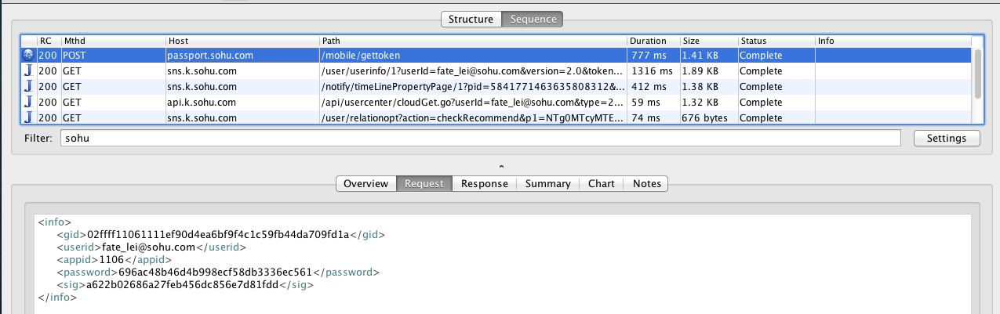 Structure Sequence
RC Mthd Host Path Duration Size Status Info
200 POST passport.sohu.com /mobile/gettoken 777 ms 1.41 KB Complete
200 GET sns.k.sohu.com /user/userinfo/1?userId=fate_lei@sohu.com&version=2.0&token... 1316 ms 1.89 KB Complete
200 GET sns.k.sohu.com /notify/timeLinePropertyPage/1?pid=5841771463635808312&... 412 ms 1.38 KB Complete
200 GET api.k.sohu.com /api/usercenter/cloudGet.go?userId=fate_lei@sohu.com&type=2... 59 ms 1.32 KB Complete
200 GET sns.k.sohu.com /user/relationopt?action=checkRecommend&p1=NTg0MTcyMTE... 74 ms 676 bytes Complete
Filter: sohu Settings
Overview Request Response Summary Chart Notes
<info>
<gid>02ffff11061111ef90d4ea6bf9f4c1c59fb44da709fd1a</gid>
<userid>fate_lei@sohu.com</userid>
<appid>1106</appid>
<password>696ac48b46d4b998ecf58db3336ec561</password>
<sig>a622b02686a27feb456dc856e7d81fdd</sig>
</info>